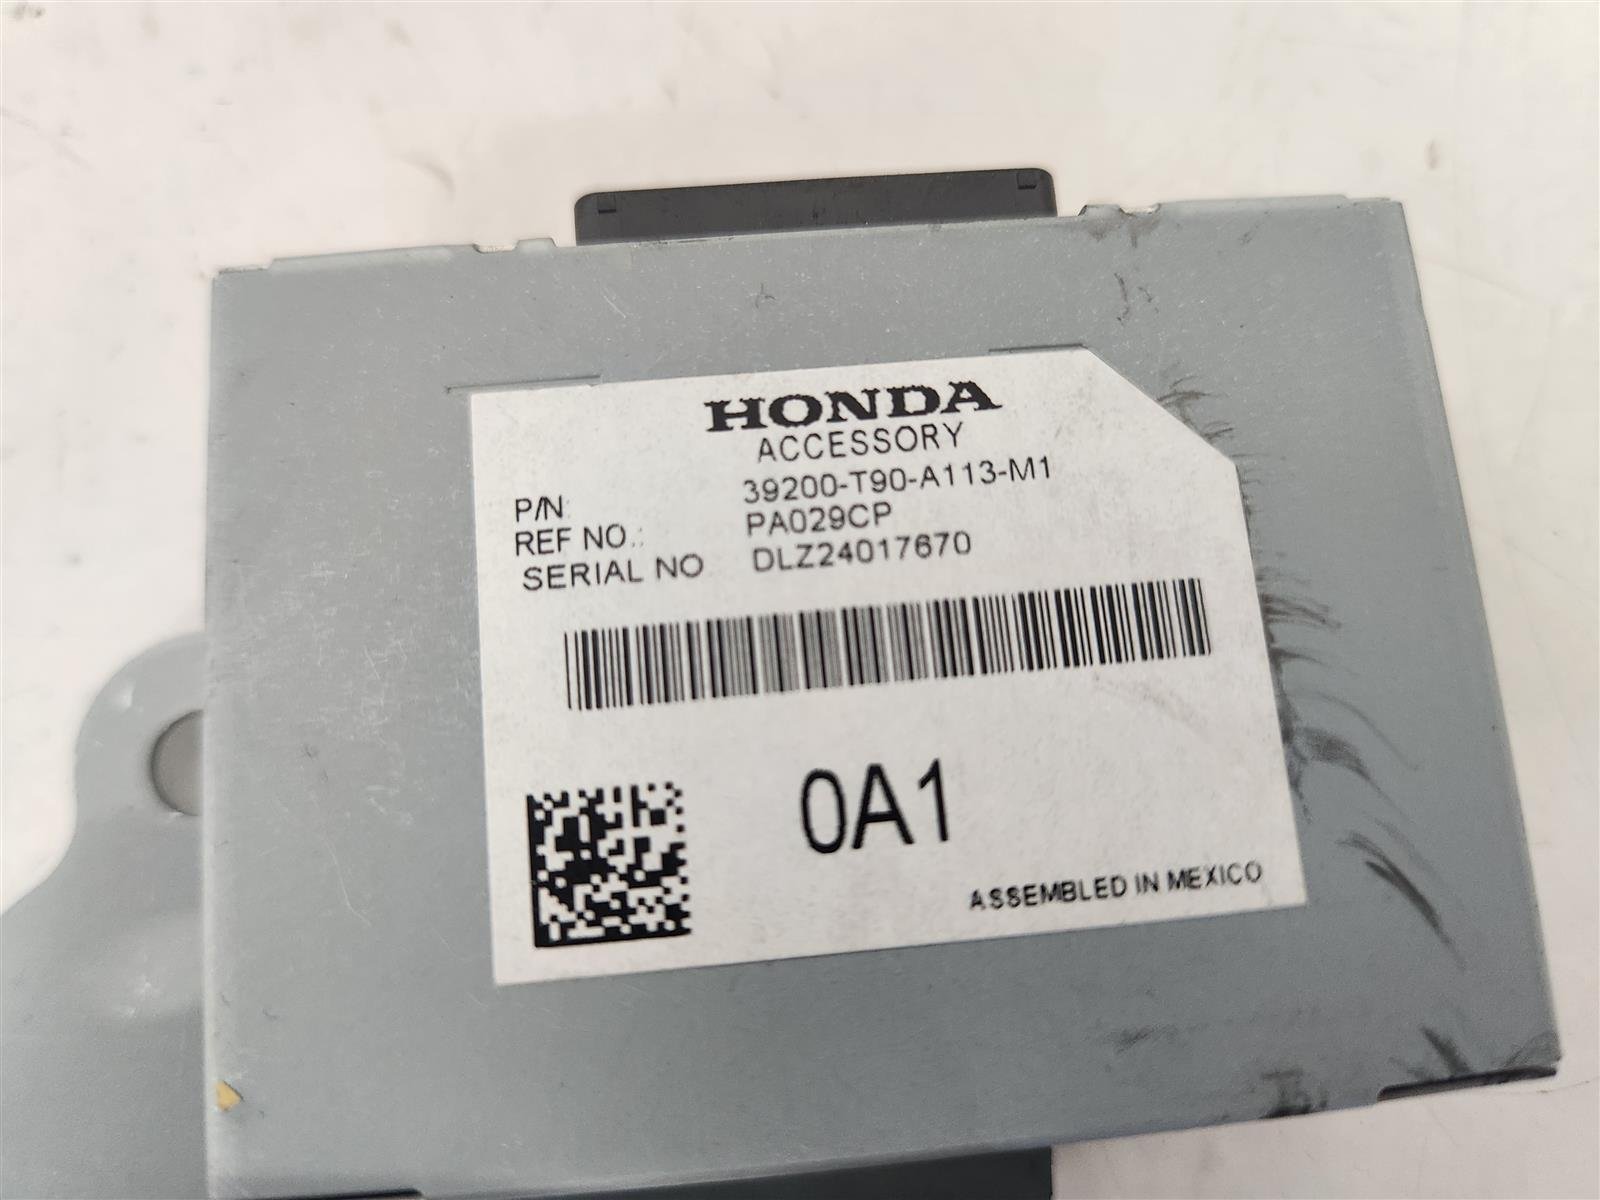 HONDA
ACCESSORY
P/N: 39200-T90-A113-M1
REF NO.: PA029CP
SERIAL NO DLZ24017670
0A1
ASSEMBLED IN MEXICO